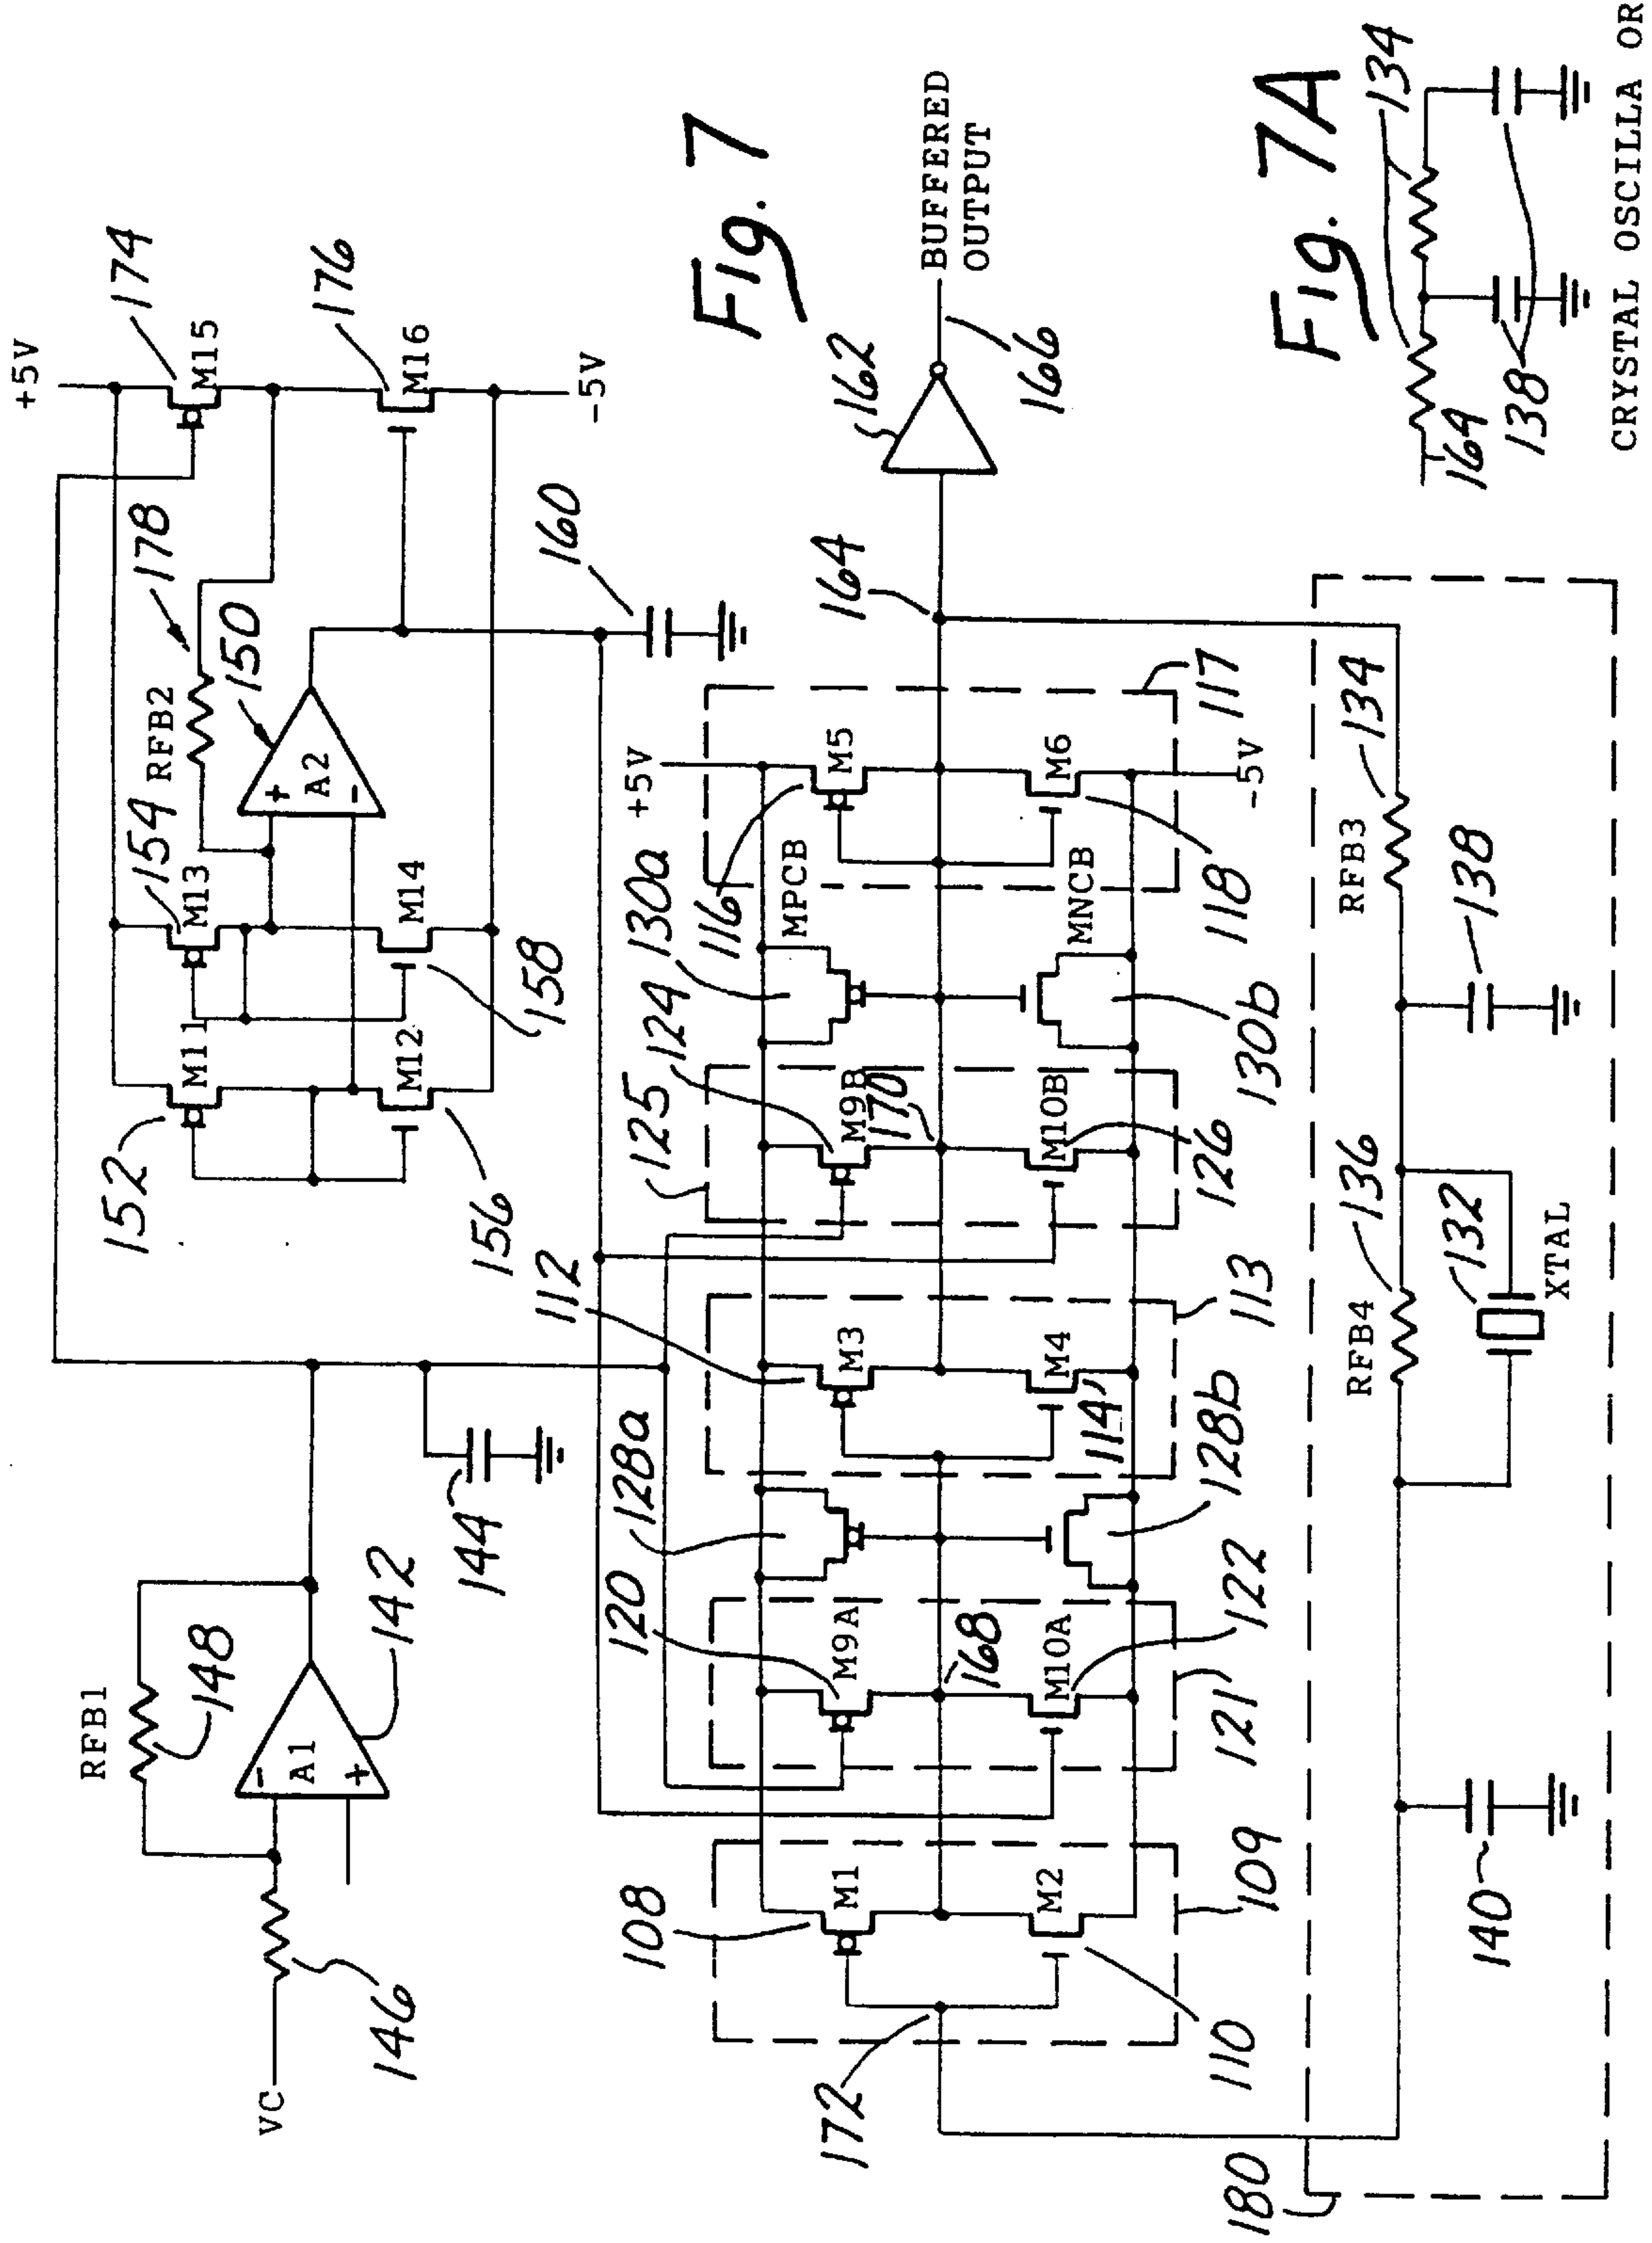 +5V
174
M15
176
M16
-5V
178
RFB2
150
A2
+
-
154
M13
M14
158
160
152
M11
M12
156
RFB1
148
A1
-
+
142
144
VC
146
Fig. 7
BUFFERED
OUTPUT
162
166
164
117
+5V
M5
M6
-5V
116
118
130a
MPCB
MNCB
130b
124
125
M9B
170
M10B
126
112
M3
M4
114
113
128a
128b
120
M9A
168
M10A
122
121
108
M1
M2
109
110
172
180
RFB3
134
138
RFB4
136
132
XTAL
140
Fig. 7A
134
164
138
CRYSTAL OSCILLA OR